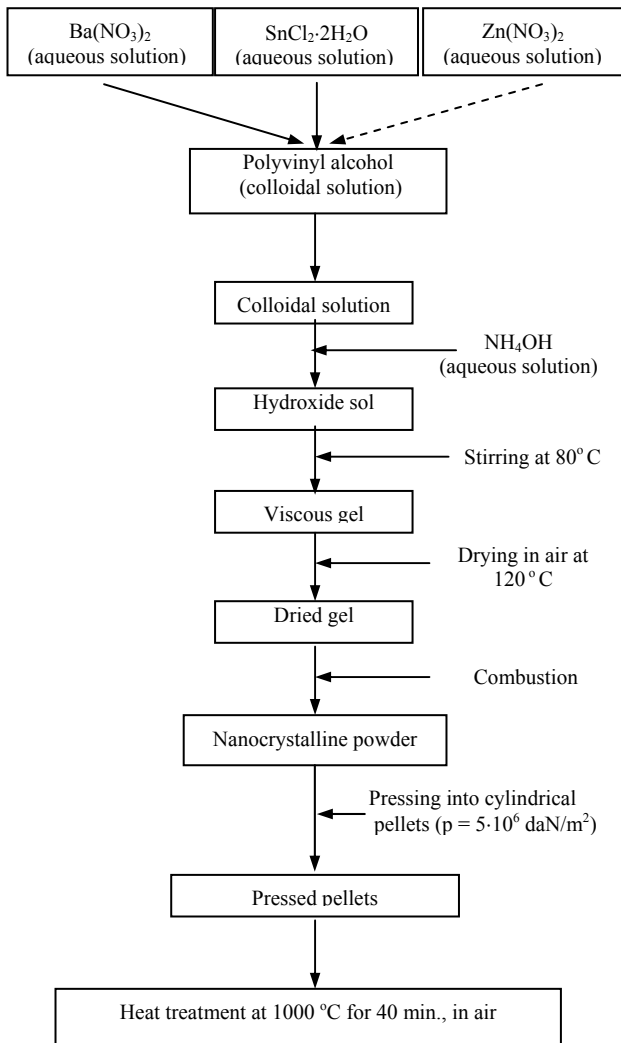 Ba(NO₃)₂
(aqueous solution)
SnCl₂·2H₂O
(aqueous solution)
Zn(NO₃)₂
(aqueous solution)
Polyvinyl alcohol
(colloidal solution)
Colloidal solution
NH₄OH
(aqueous solution)
Hydroxide sol
Stirring at 80° C
Viscous gel
Drying in air at
120 ° C
Dried gel
Combustion
Nanocrystalline powder
Pressing into cylindrical
pellets (p = 5·10⁶ daN/m²)
Pressed pellets
Heat treatment at 1000 °C for 40 min., in air